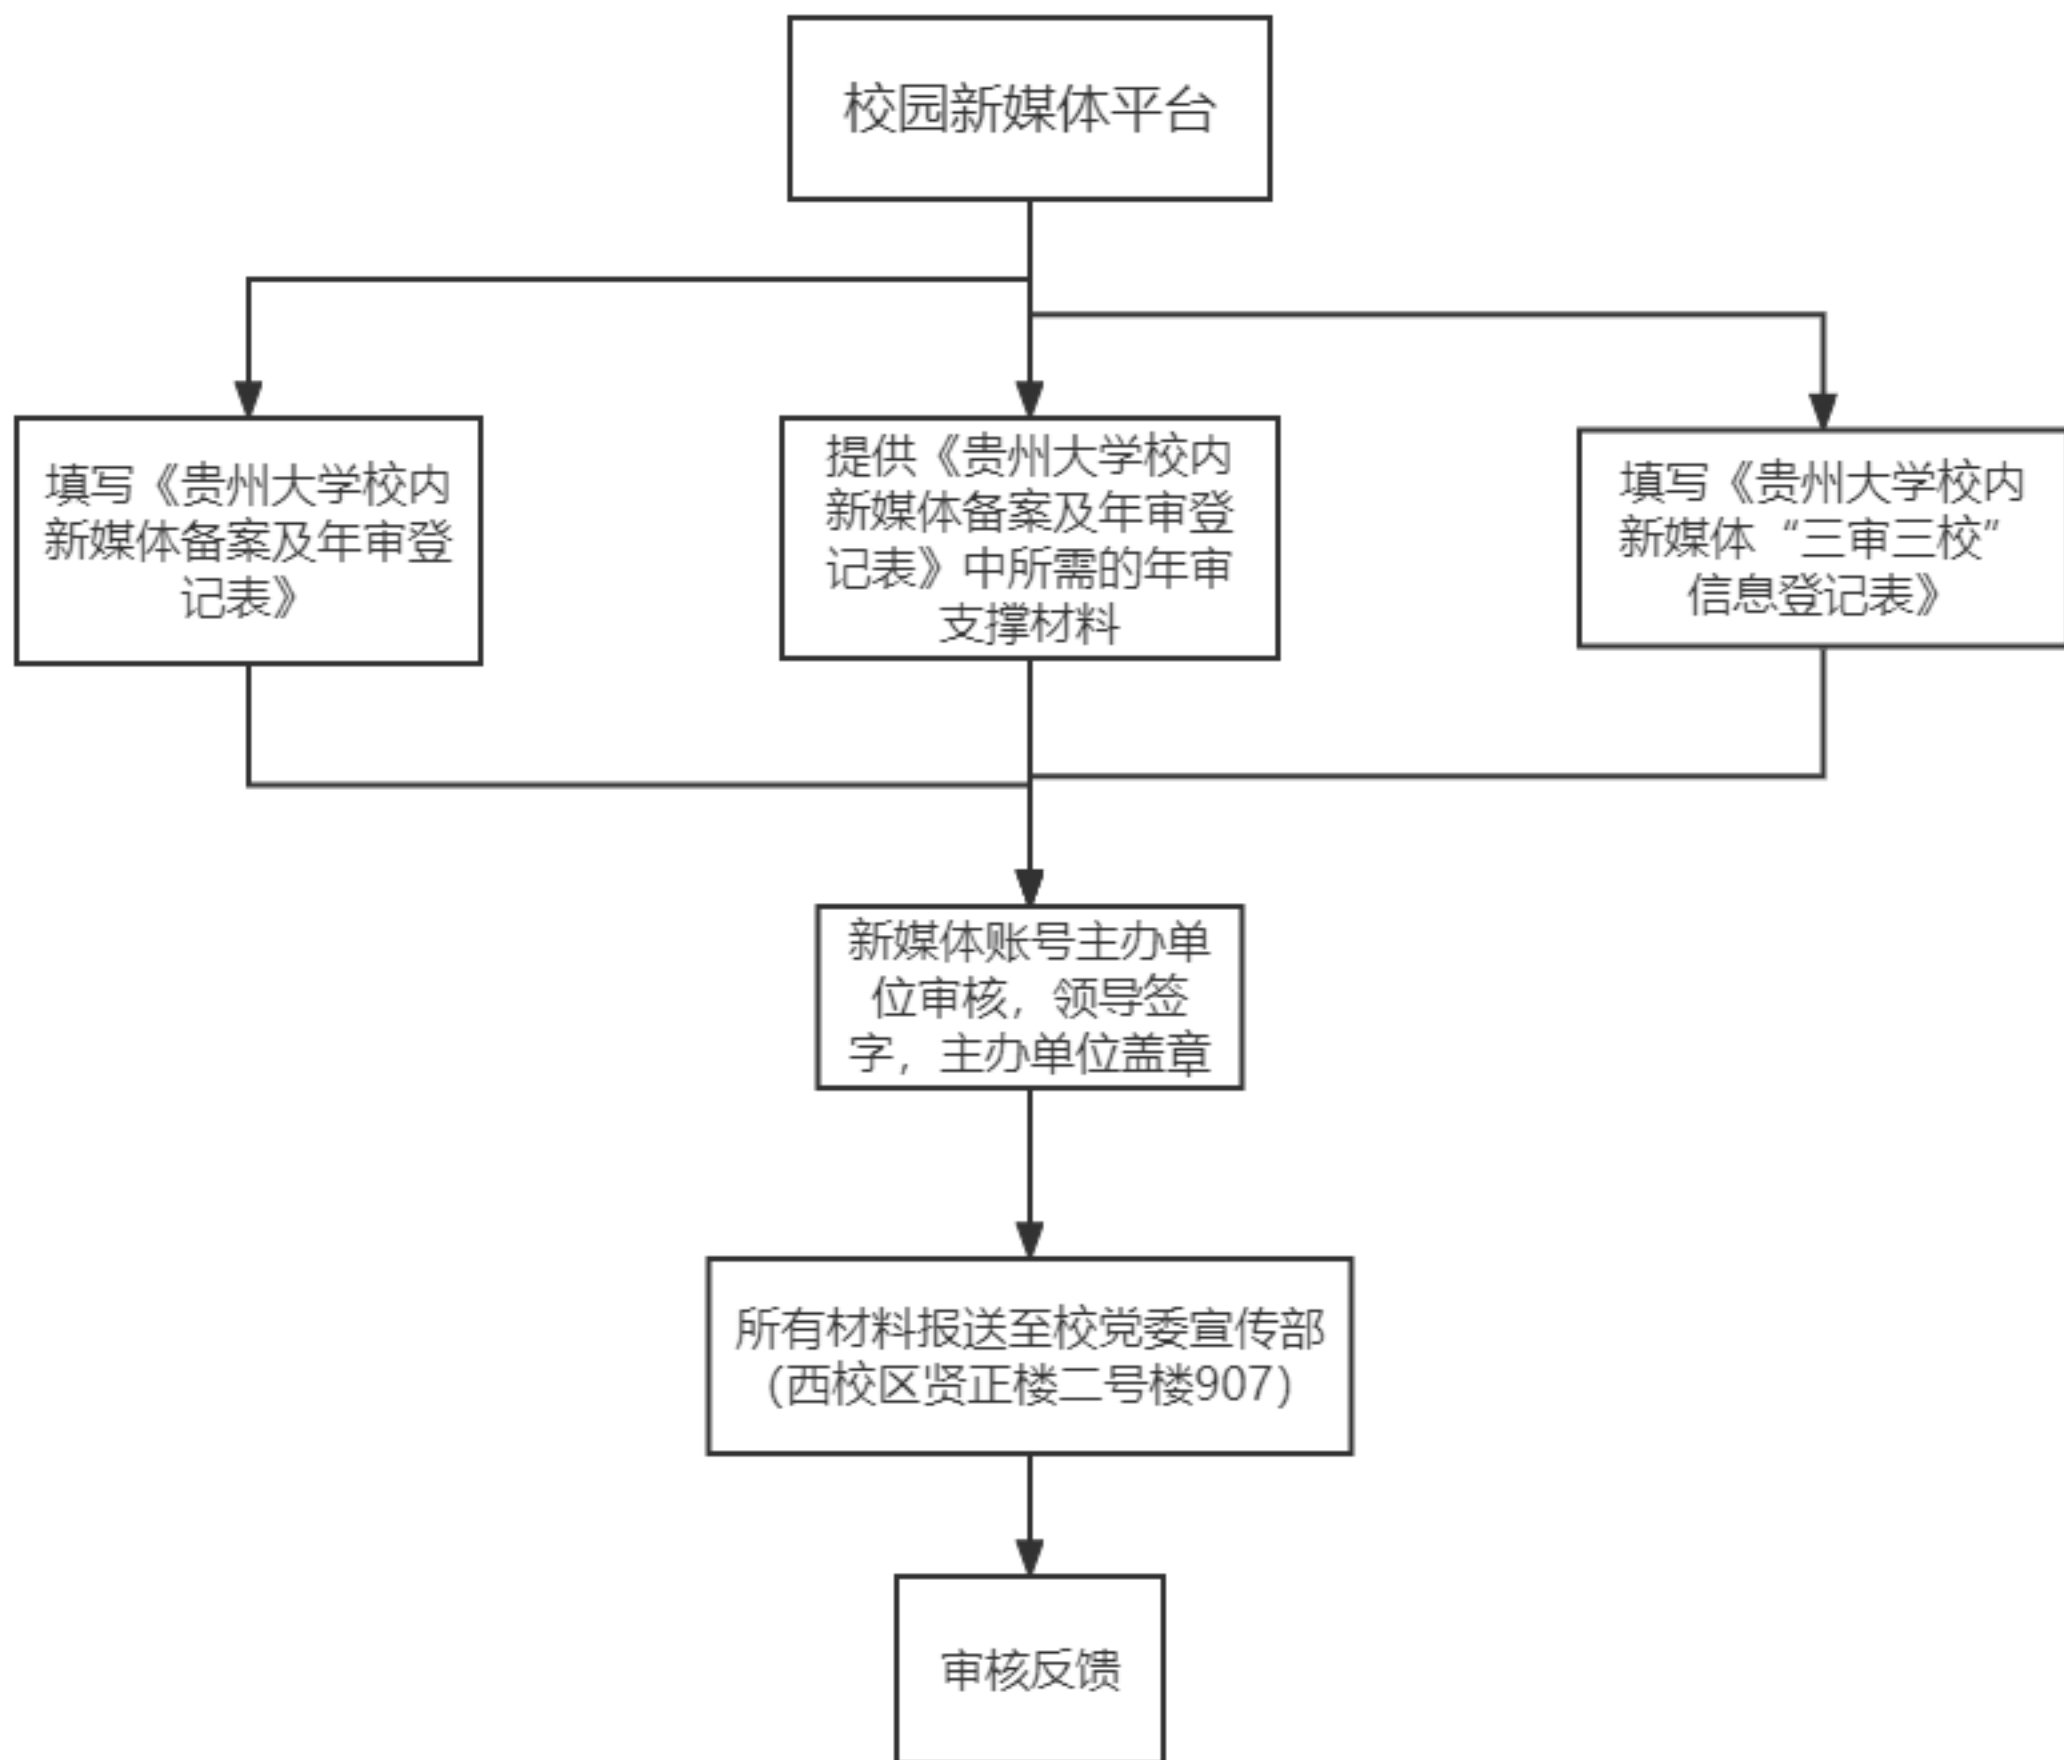 校园新媒体平台
填写《贵州大学校内
新媒体备案及年审登
记表》
提供《贵州大学校内
新媒体备案及年审登
记表》中所需的年审
支撑材料
填写《贵州大学校内
新媒体“三审三校”
信息登记表》
新媒体账号主办单
位审核，领导签
字，主办单位盖章
所有材料报送至校党委宣传部
（西校区贤正楼二号楼907）
审核反馈